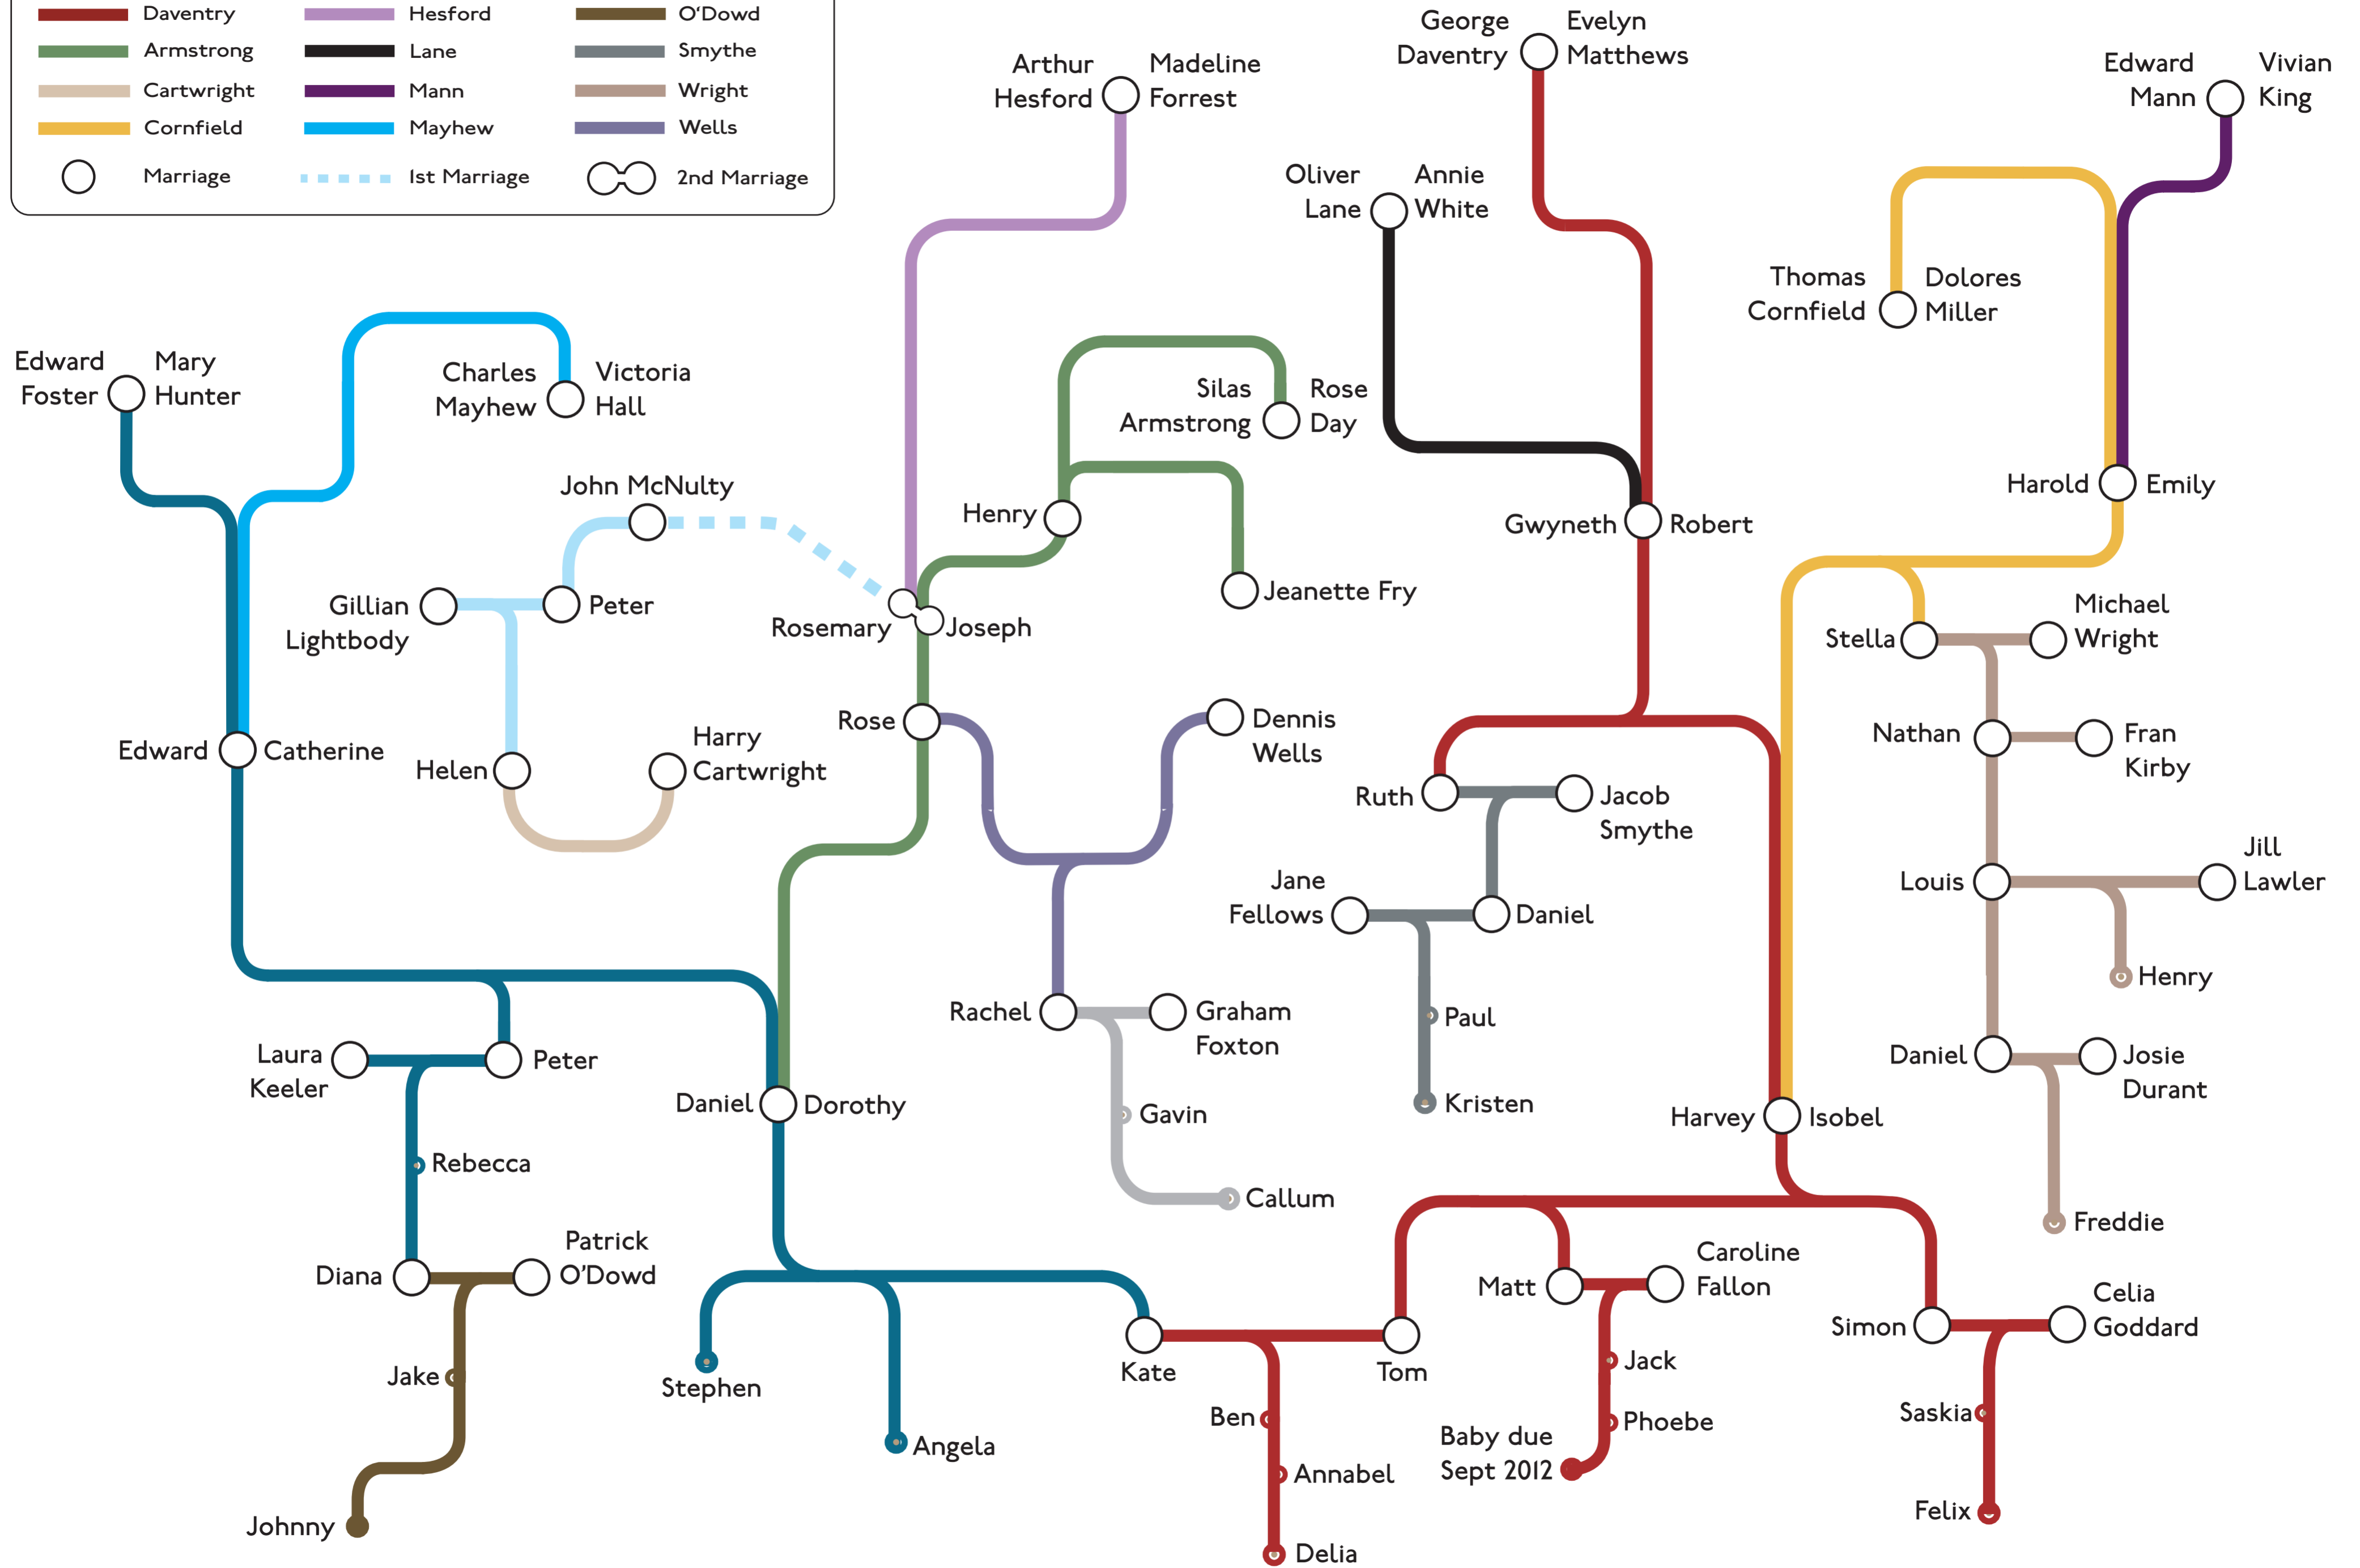 Daventry
Hesford
O'Dowd
Armstrong
Lane
Smythe
Cartwright
Mann
Wright
Cornfield
Mayhew
Wells
Marriage
1st Marriage
2nd Marriage
George
Daventry
Evelyn
Matthews
Arthur
Hesford
Madeline
Forrest
Edward
Mann
Vivian
King
Oliver
Lane
Annie
White
Thomas
Cornfield
Dolores
Miller
Edward
Foster
Mary
Hunter
Charles
Mayhew
Victoria
Hall
Silas
Armstrong
Rose
Day
John McNulty
Henry
Gwyneth
Robert
Harold
Emily
Gillian
Lightbody
Peter
Rosemary
Joseph
Jeanette Fry
Stella
Michael
Wright
Rose
Dennis
Wells
Nathan
Fran
Kirby
Edward
Catherine
Helen
Harry
Cartwright
Ruth
Jacob
Smythe
Jane
Fellows
Daniel
Louis
Jill
Lawler
Henry
Rachel
Graham
Foxton
Paul
Laura
Keeler
Peter
Daniel
Josie
Durant
Daniel
Dorothy
Gavin
Kristen
Harvey
Isobel
Rebecca
Callum
Freddie
Diana
Patrick
O'Dowd
Matt
Caroline
Fallon
Simon
Celia
Goddard
Jake
Stephen
Kate
Tom
Jack
Ben
Phoebe
Saskia
Angela
Baby due
Sept 2012
Annabel
Felix
Johnny
Delia